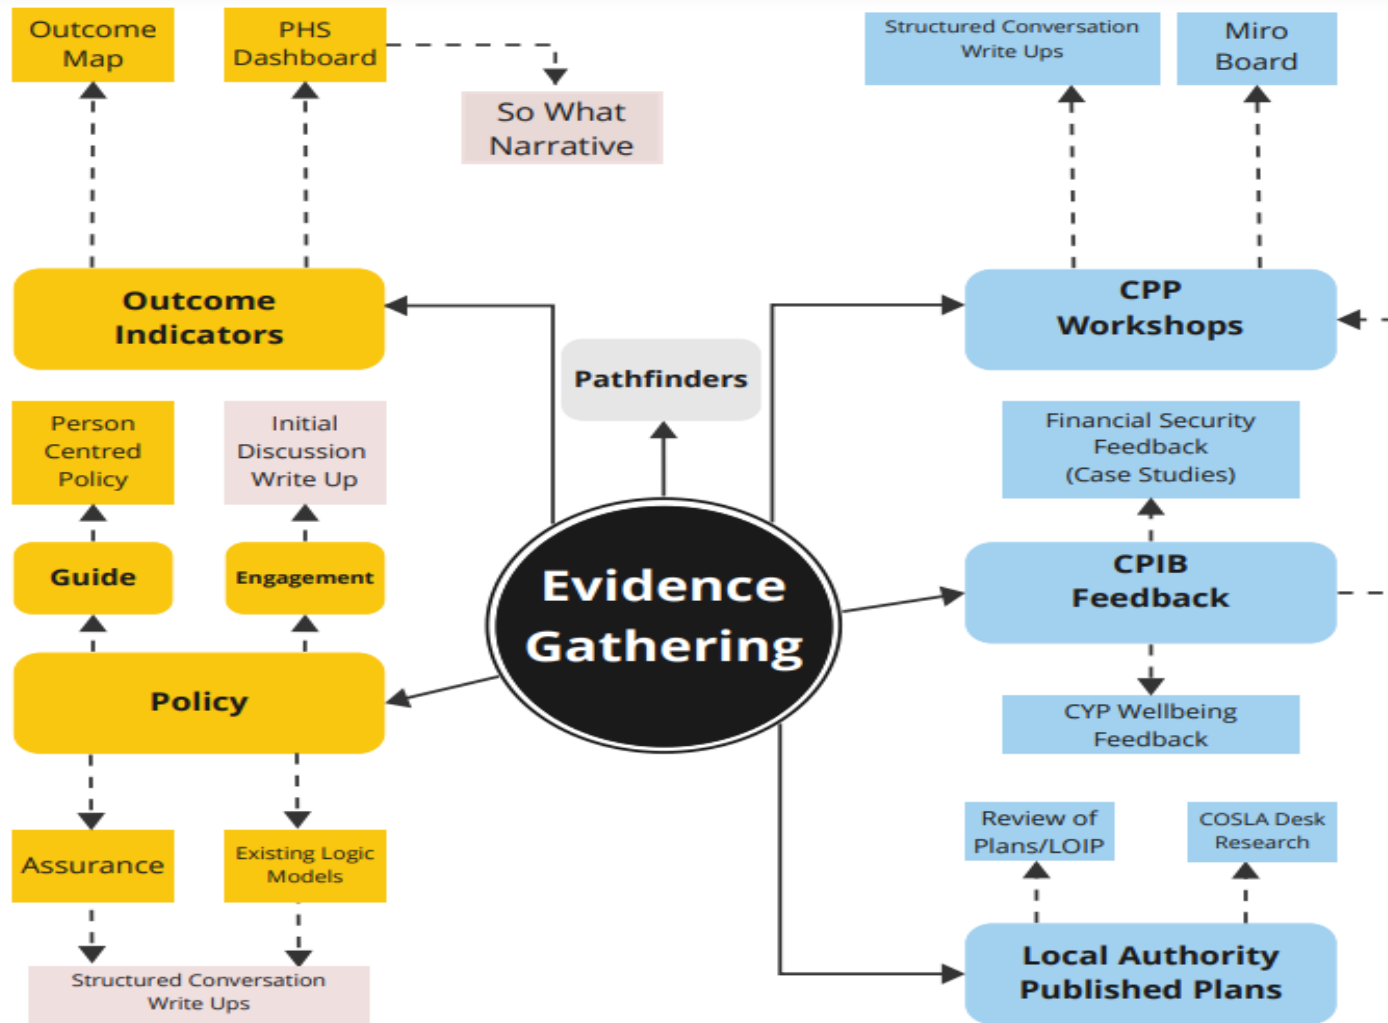 Outcome
Map
PHS
Dashboard
So What
Narrative
Structured Conversation
Write Ups
Miro
Board
Outcome
Indicators
CPP
Workshops
Pathfinders
Person
Centred
Policy
Initial
Discussion
Write Up
Financial Security
Feedback
(Case Studies)
Guide
Engagement
Evidence
Gathering
CPIB
Feedback
Policy
CYP Wellbeing
Feedback
Assurance
Existing Logic
Models
Review of
Plans/LOIP
COSLA Desk
Research
Structured Conversation
Write Ups
Local Authority
Published Plans